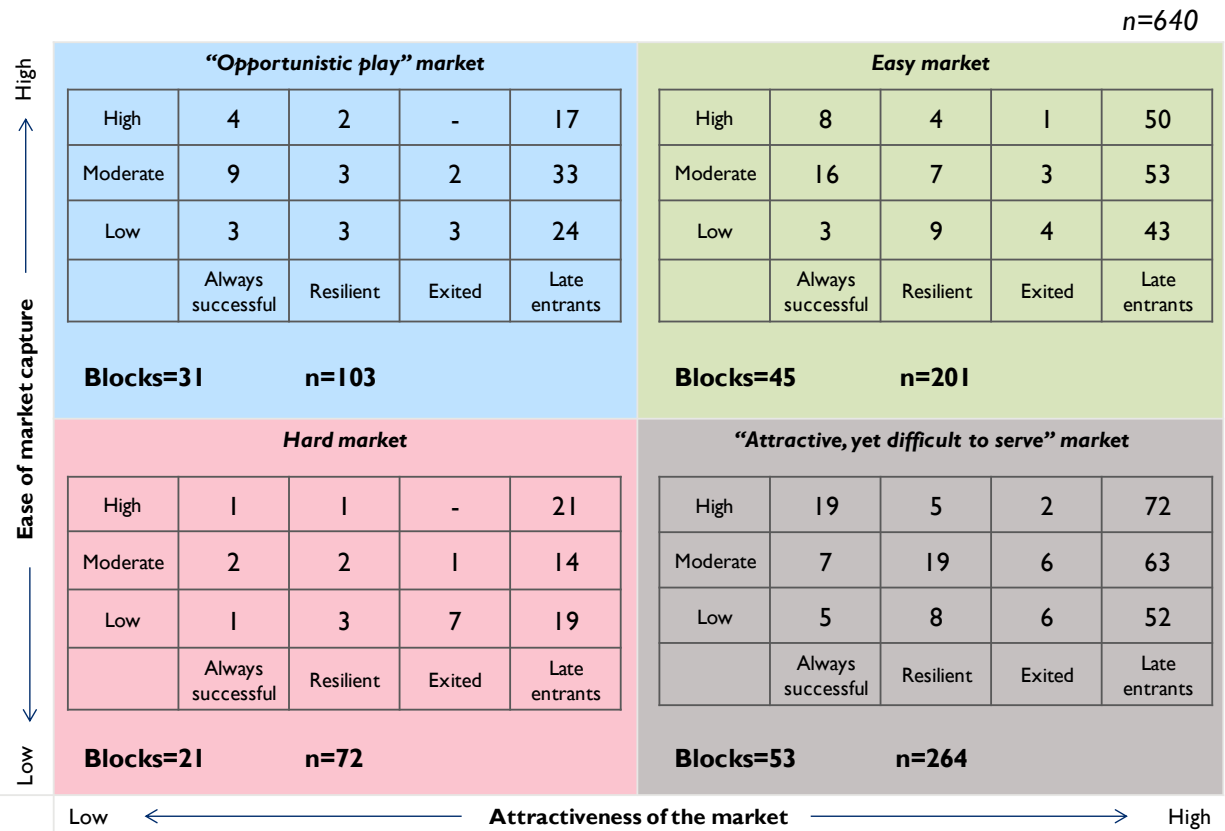 n=640
High
Ease of market capture
Low
“Opportunistic play” market
High 4 2 - 17
Moderate 9 3 2 33
Low 3 3 3 24
Always successful Resilient Exited Late entrants
Blocks=31 n=103
Easy market
High 8 4 1 50
Moderate 16 7 3 53
Low 3 9 4 43
Always successful Resilient Exited Late entrants
Blocks=45 n=201
Hard market
High 1 1 - 21
Moderate 2 2 1 14
Low 1 3 7 19
Always successful Resilient Exited Late entrants
Blocks=21 n=72
“Attractive, yet difficult to serve” market
High 19 5 2 72
Moderate 7 19 6 63
Low 5 8 6 52
Always successful Resilient Exited Late entrants
Blocks=53 n=264
Low Attractiveness of the market High